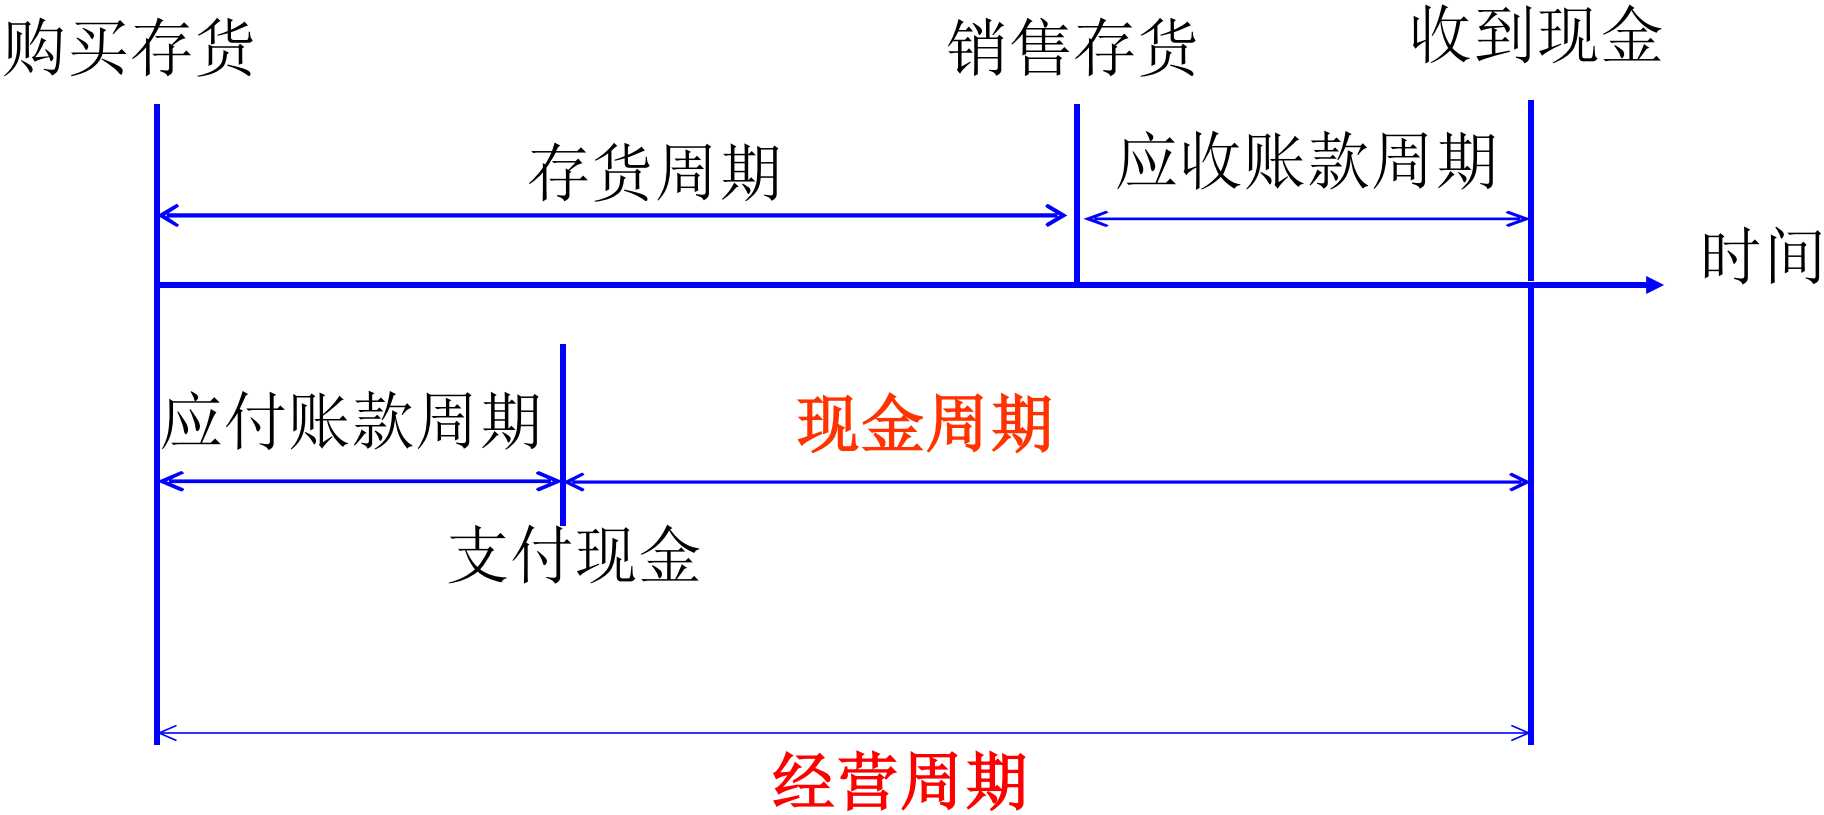 购买存货
销售存货
收到现金
存货周期
应收账款周期
时间
应付账款周期
现金周期
支付现金
经营周期